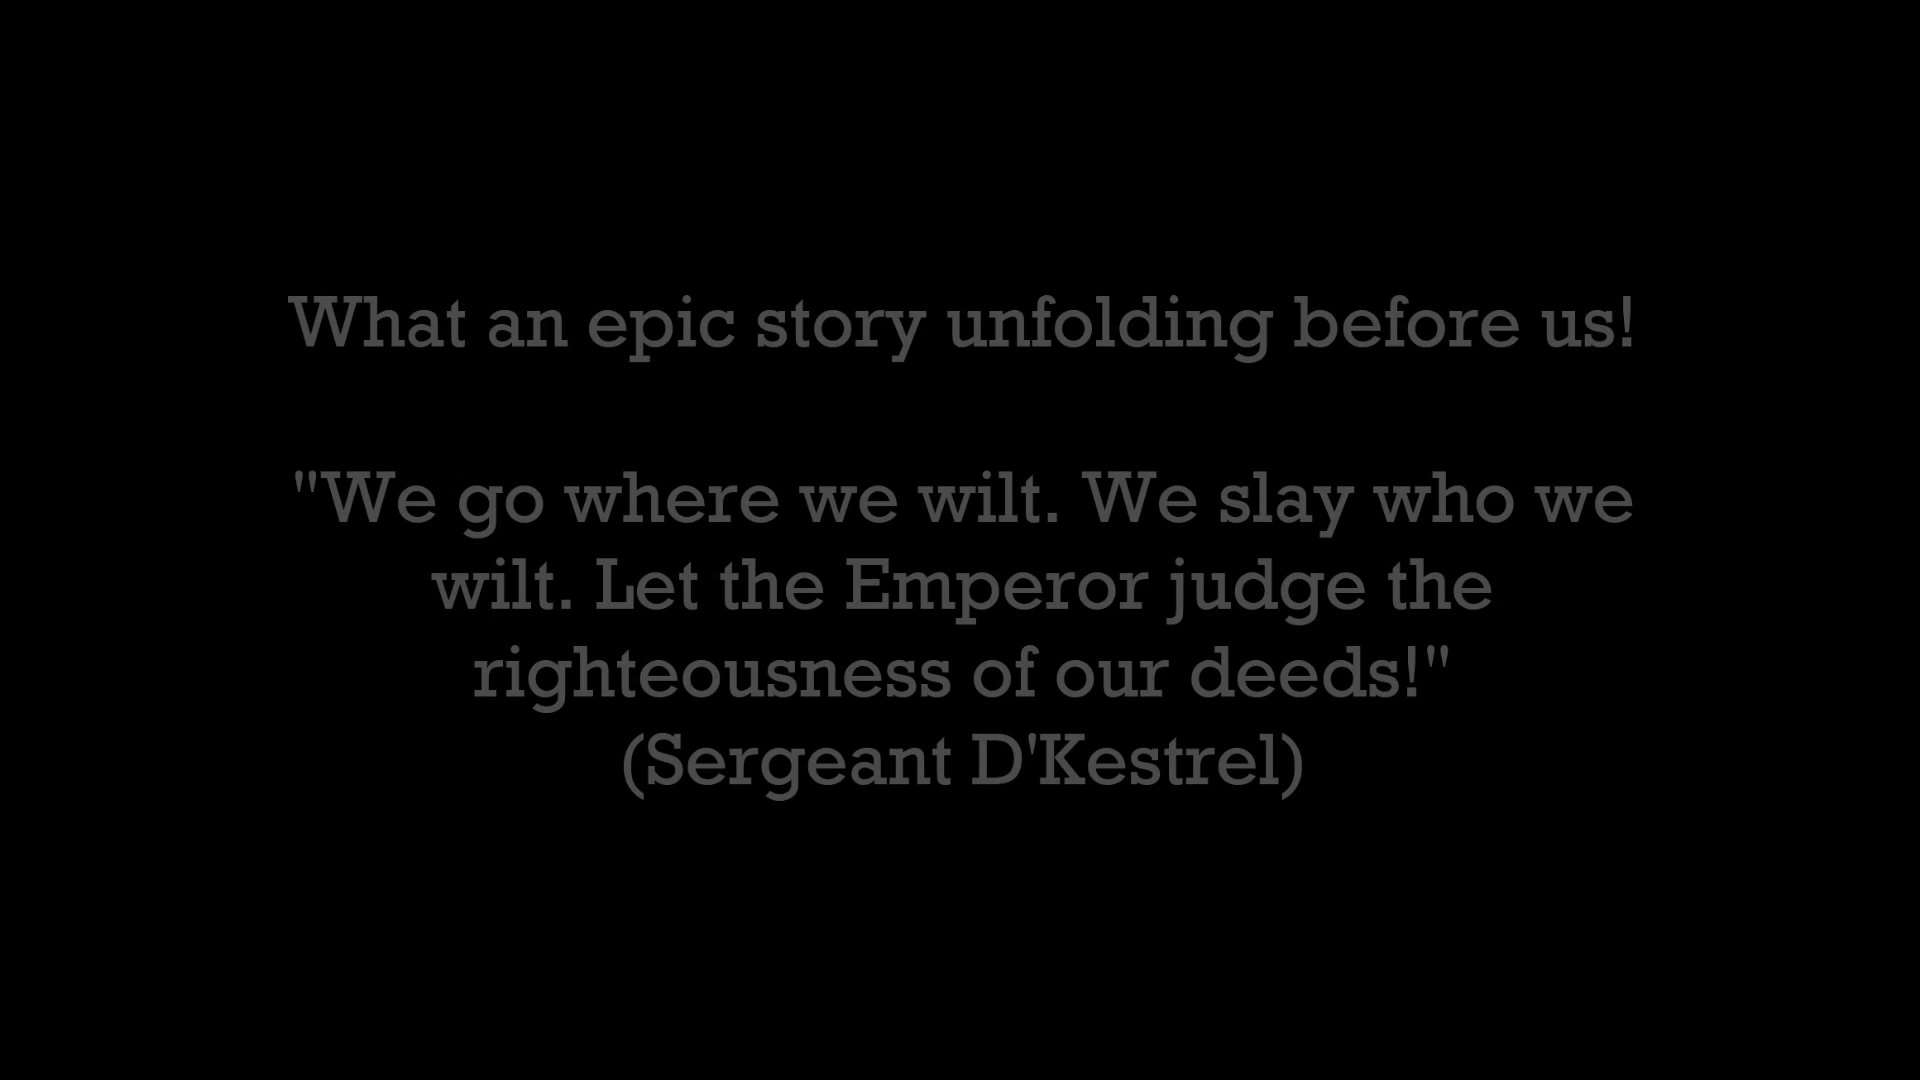 What an epic story unfolding before us!
"We go where we wilt. We slay who we
wilt. Let the Emperor judge the
righteousness of our deeds!"
(Sergeant D'Kestrel)